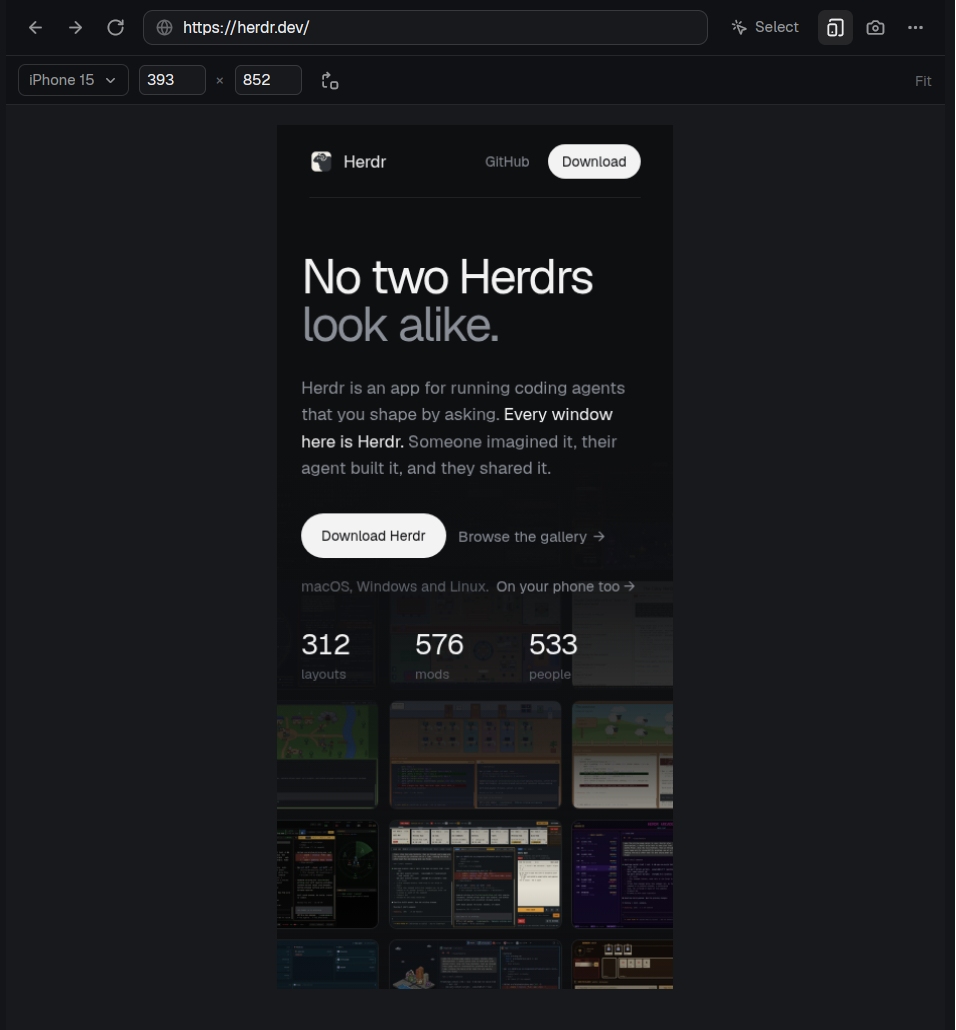 https://herdr.dev/
Select
iPhone 15
393 × 852
Fit
Herdr
GitHub
Download
No two Herdrs
look alike.
Herdr is an app for running coding agents
that you shape by asking. Every window
here is Herdr. Someone imagined it, their
agent built it, and they shared it.
Download Herdr
Browse the gallery →
macOS, Windows and Linux. On your phone too →
312 576 533
layouts mods people